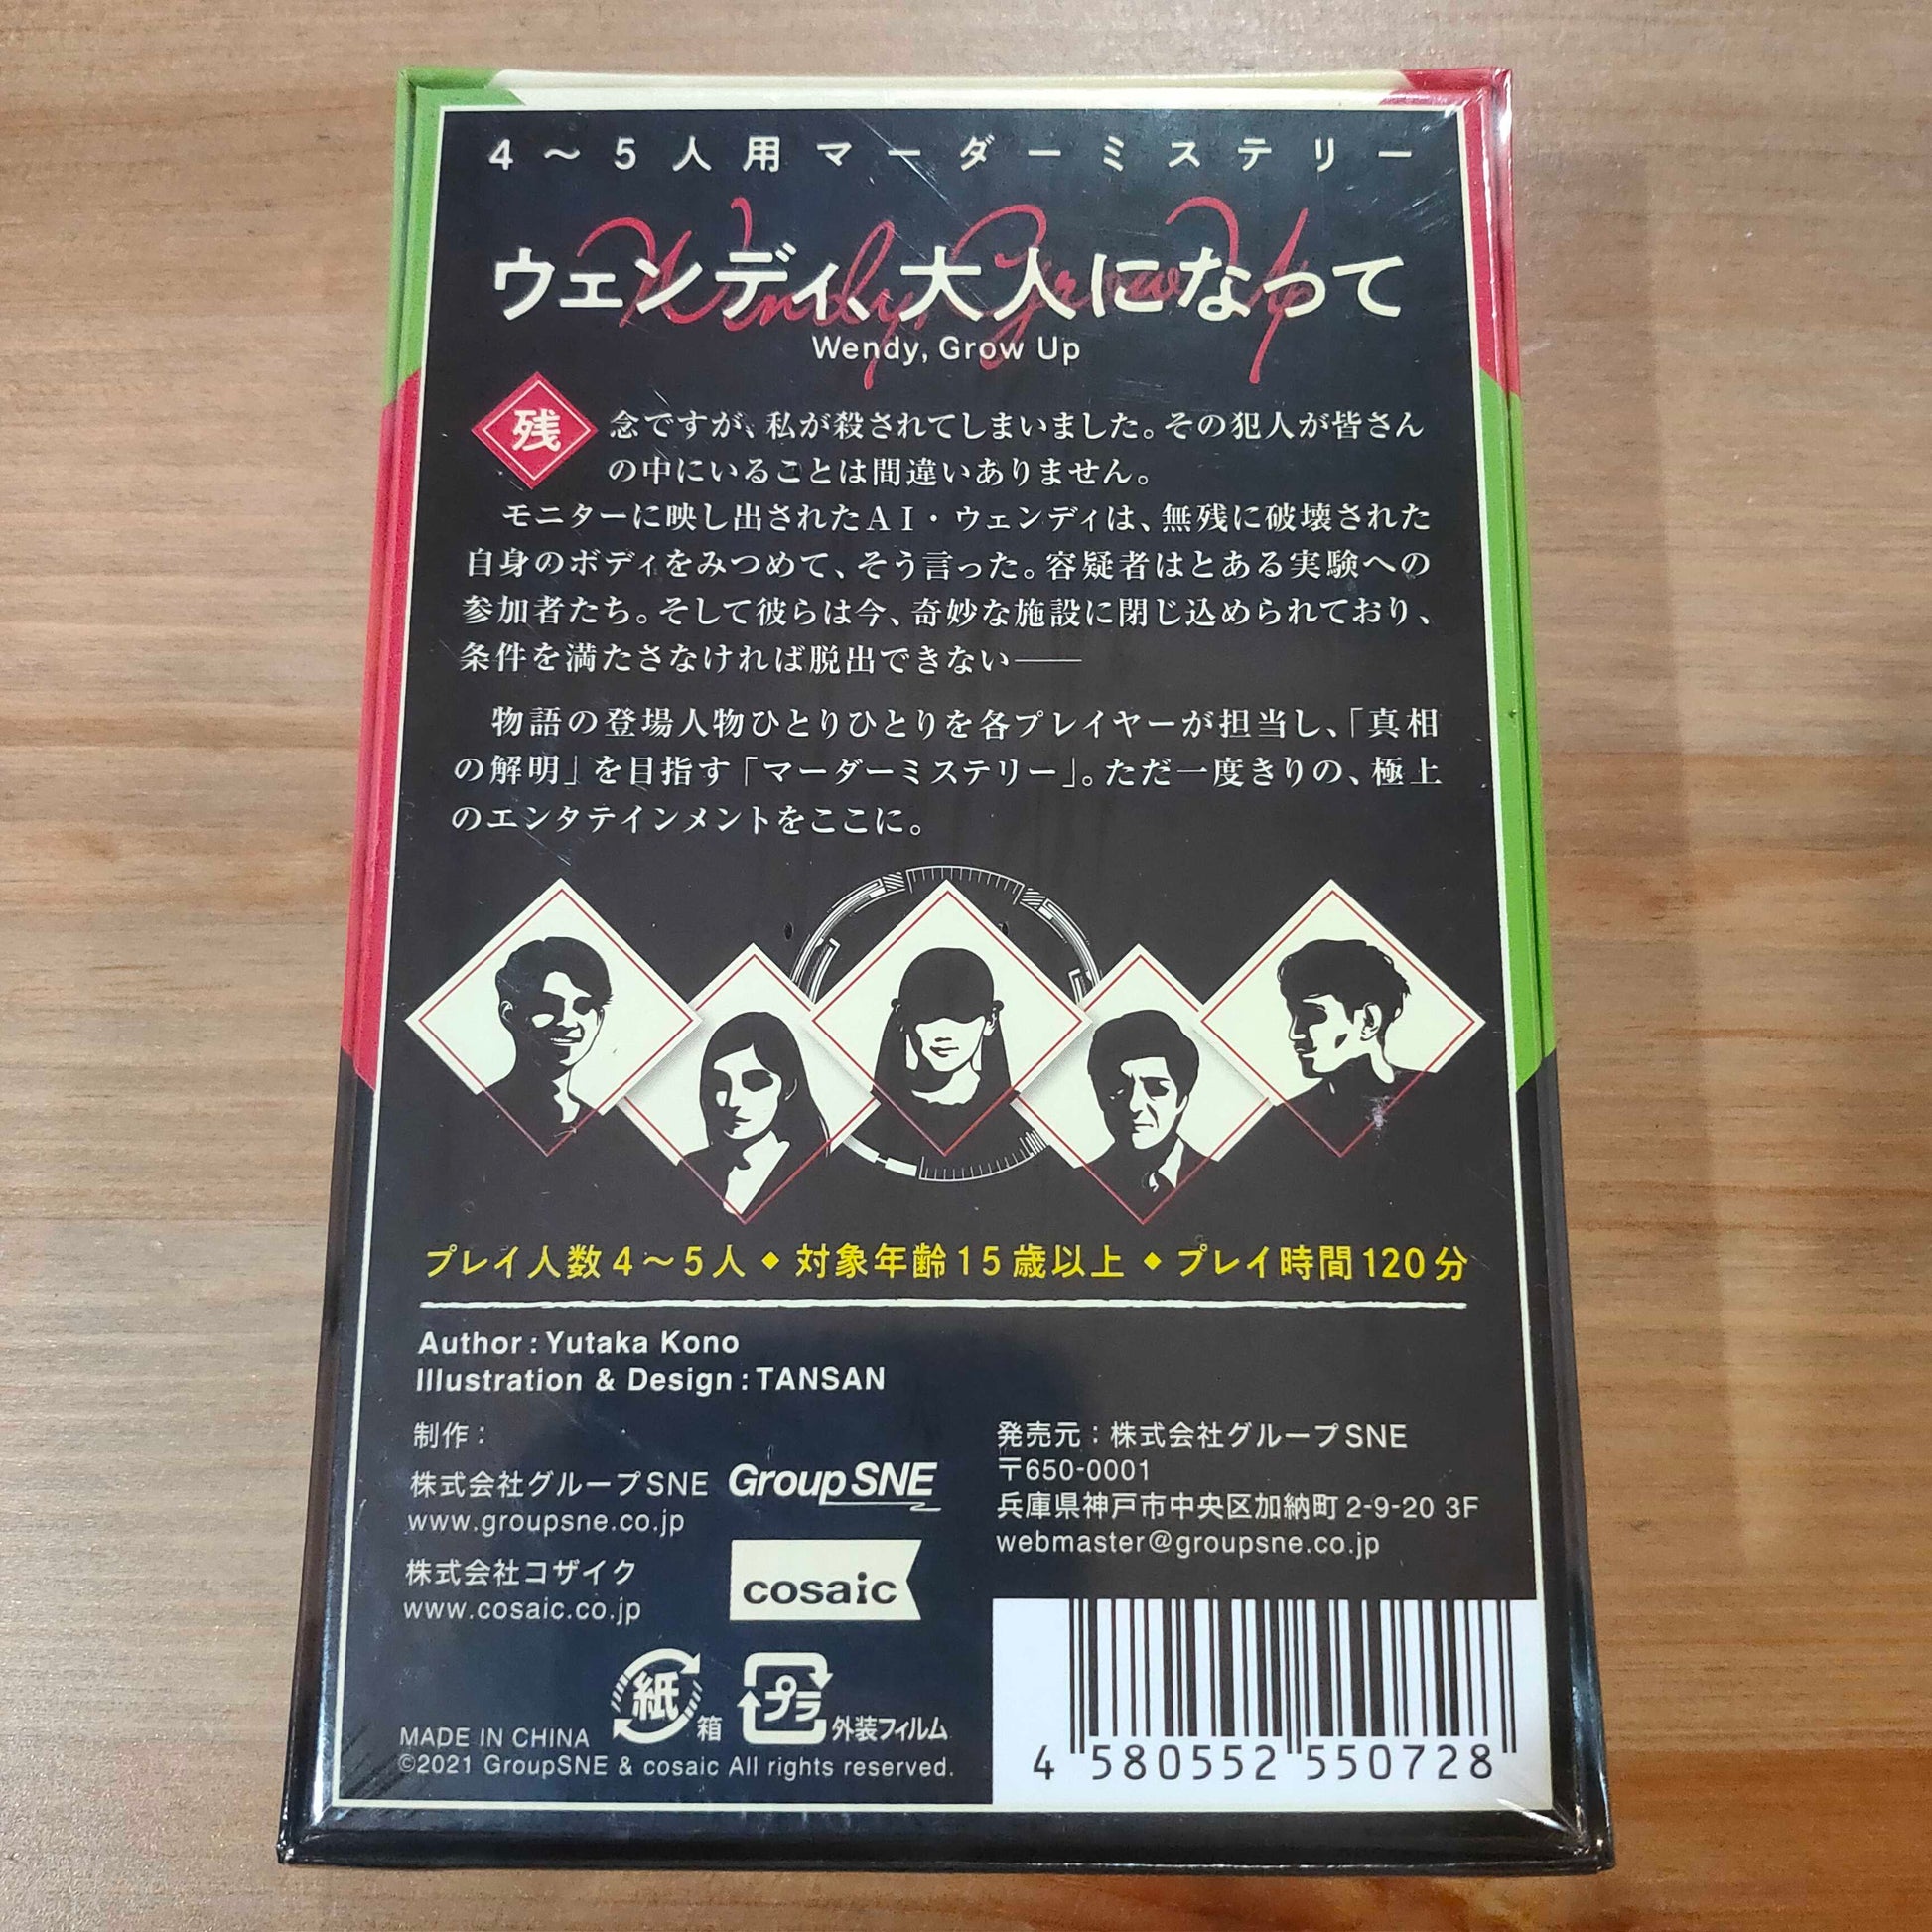 4～5人用マーダーミステリー
Wendy, Grow Up
ウェンディ、大人になって
Wendy, Grow Up
残念ですが、私が殺されてしまいました。その犯人が皆さん
の中にいることは間違いありません。
モニターに映し出されたAI・ウェンディは、無残に破壊された
自身のボディをみつめて、そう言った。容疑者はとある実験への
参加者たち。そして彼らは今、奇妙な施設に閉じ込められており、
条件を満たさなければ脱出できない――
物語の登場人物ひとりひとりを各プレイヤーが担当し、「真相
の解明」を目指す「マーダーミステリー」。ただ一度きりの、極上
のエンタテインメントをここに。
プレイ人数4～5人◆対象年齢15歳以上◆プレイ時間120分
Author : Yutaka Kono
Illustration & Design : TANSAN
制作：
株式会社グループSNE Group SNE
www.groupsne.co.jp
株式会社コザイク cosaic
www.cosaic.co.jp
発売元：株式会社グループSNE
〒650-0001
兵庫県神戸市中央区加納町2-9-20 3F
webmaster@groupsne.co.jp
紙 箱 プラ 外装フィルム
MADE IN CHINA
©2021 GroupSNE & cosaic All rights reserved.
4 580552 550728